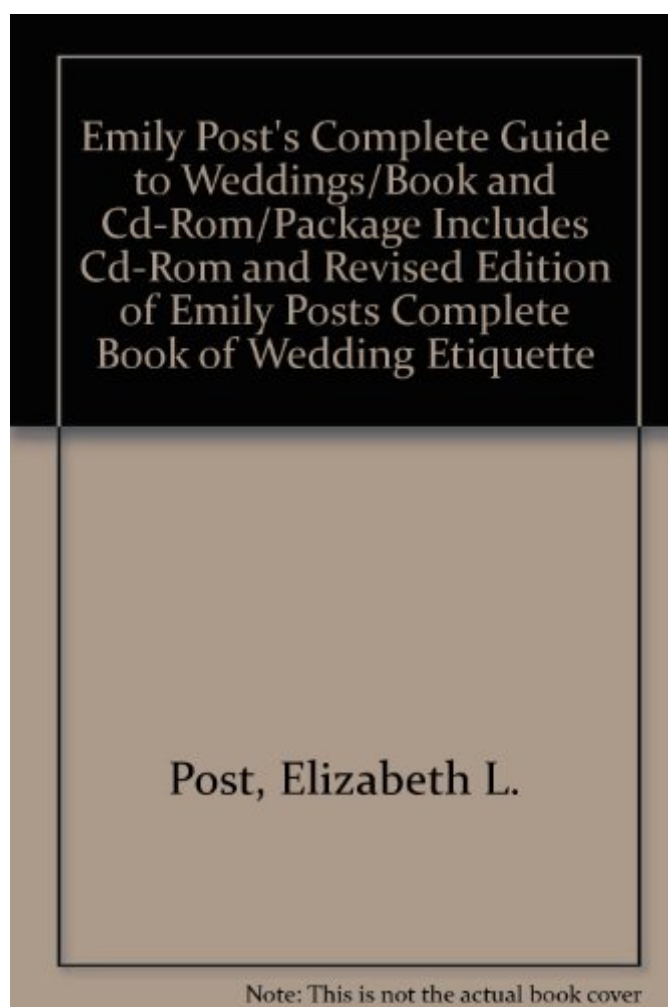 Emily Post's Complete Guide
to Weddings/Book and
Cd-Rom/Package Includes
Cd-Rom and Revised Edition
of Emily Posts Complete
Book of Wedding Etiquette
Post, Elizabeth L.
Note: This is not the actual book cover